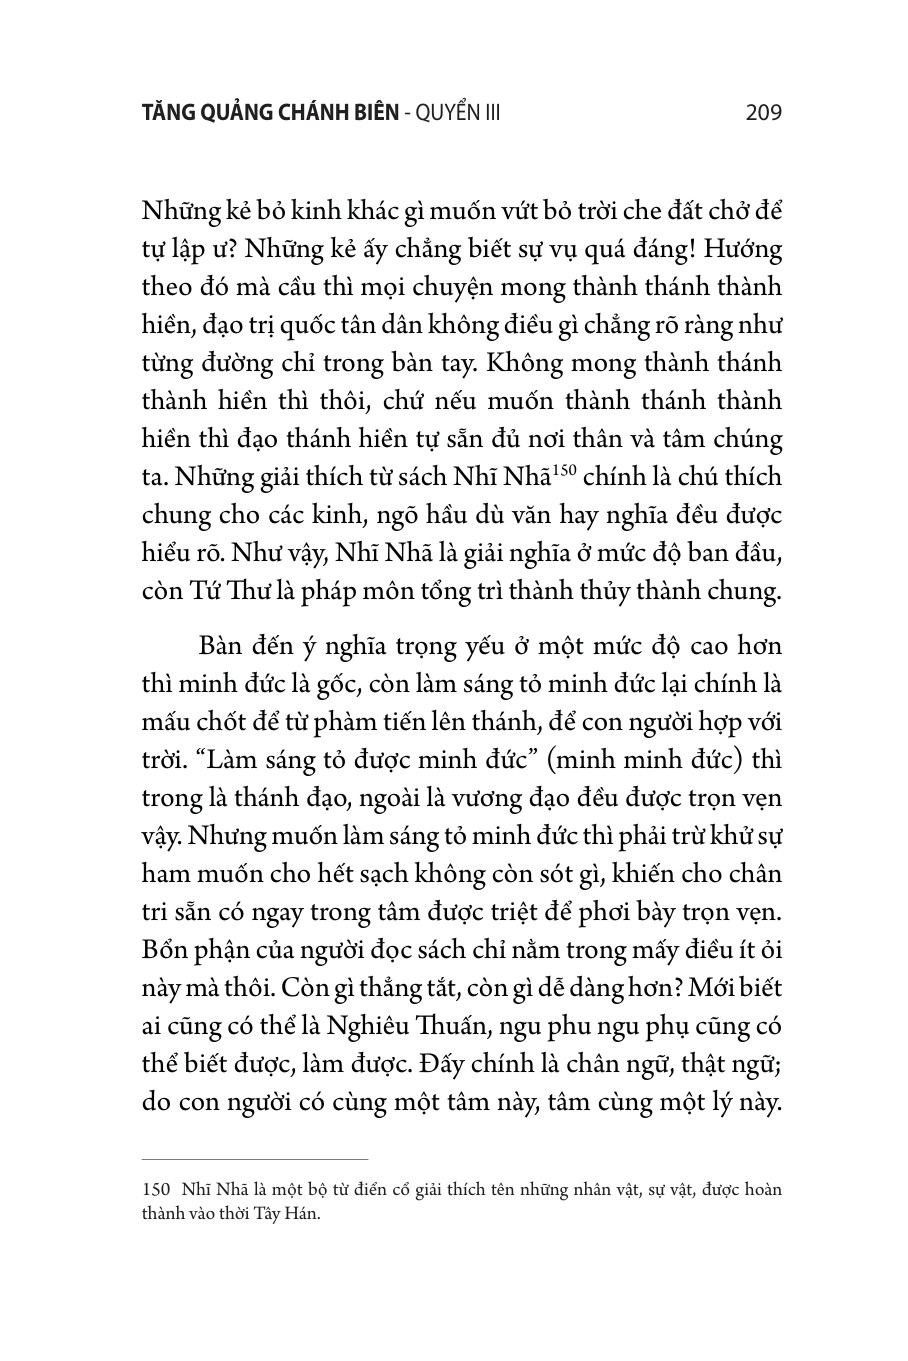 TĂNG QUẢNG CHÁNH BIÊN - QUYỂN III 209
Những kẻ bỏ kinh khác gì muốn vứt bỏ trời che đất chở để
tự lập ư? Những kẻ ấy chẳng biết sự vụ quá đáng! Hướng
theo đó mà cầu thì mọi chuyện mong thành thánh thành
hiền, đạo trị quốc tân dân không điều gì chẳng rõ ràng như
từng đường chỉ trong bàn tay. Không mong thành thánh
thành hiền thì thôi, chứ nếu muốn thành thánh thành
hiền thì đạo thánh hiền tự sẵn đủ nơi thân và tâm chúng
ta. Những giải thích từ sách Nhĩ Nhã150 chính là chú thích
chung cho các kinh, ngõ hầu dù văn hay nghĩa đều được
hiểu rõ. Như vậy, Nhĩ Nhã là giải nghĩa ở mức độ ban đầu,
còn Tứ Thư là pháp môn tổng trì thành thủy thành chung.
Bàn đến ý nghĩa trọng yếu ở một mức độ cao hơn
thì minh đức là gốc, còn làm sáng tỏ minh đức lại chính là
mấu chốt để từ phàm tiến lên thánh, để con người hợp với
trời. “Làm sáng tỏ được minh đức” (minh minh đức) thì
trong là thánh đạo, ngoài là vương đạo đều được trọn vẹn
vậy. Nhưng muốn làm sáng tỏ minh đức thì phải trừ khử sự
ham muốn cho hết sạch không còn sót gì, khiến cho chân
tri sẵn có ngay trong tâm được triệt để phơi bày trọn vẹn.
Bổn phận của người đọc sách chỉ nằm trong mấy điều ít ỏi
này mà thôi. Còn gì thẳng tắt, còn gì dễ dàng hơn? Mới biết
ai cũng có thể là Nghiêu Thuấn, ngu phu ngu phụ cũng có
thể biết được, làm được. Đấy chính là chân ngữ, thật ngữ;
do con người có cùng một tâm này, tâm cùng một lý này.
150 Nhĩ Nhã là một bộ từ điển cổ giải thích tên những nhân vật, sự vật, được hoàn
thành vào thời Tây Hán.